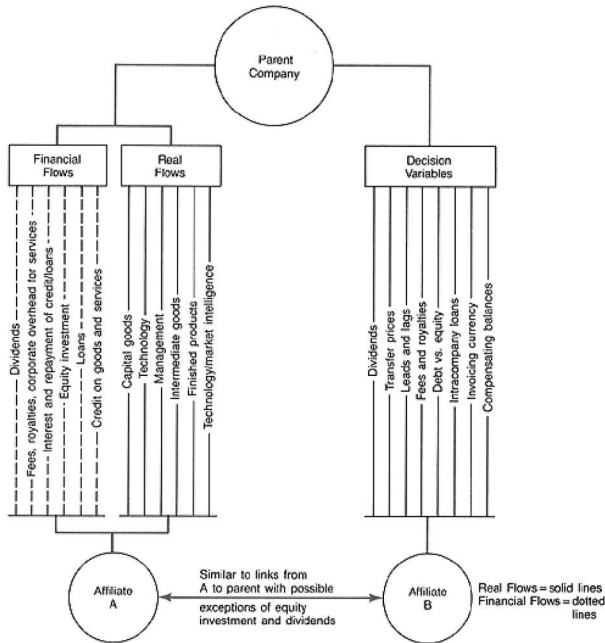 Parent
Company
Financial
Flows
Real
Flows
Decision
Variables
Dividends
Fees, royalties, corporate overhead for services
Interest and repayment of credit/loans
Equity investment
Loans
Credit on goods and services
Capital goods
Technology
Management
Intermediate goods
Finished products
Technology/market intelligence
Dividends
Transfer prices
Leads and lags
Fees and royalties
Debt vs. equity
Intracompany loans
Invoicing currency
Compensating balances
Affiliate
A
Similar to links from
A to parent with possible
exceptions of equity
investment and dividends
Affiliate
B
Real Flows = solid lines
Financial Flows = dotted
lines